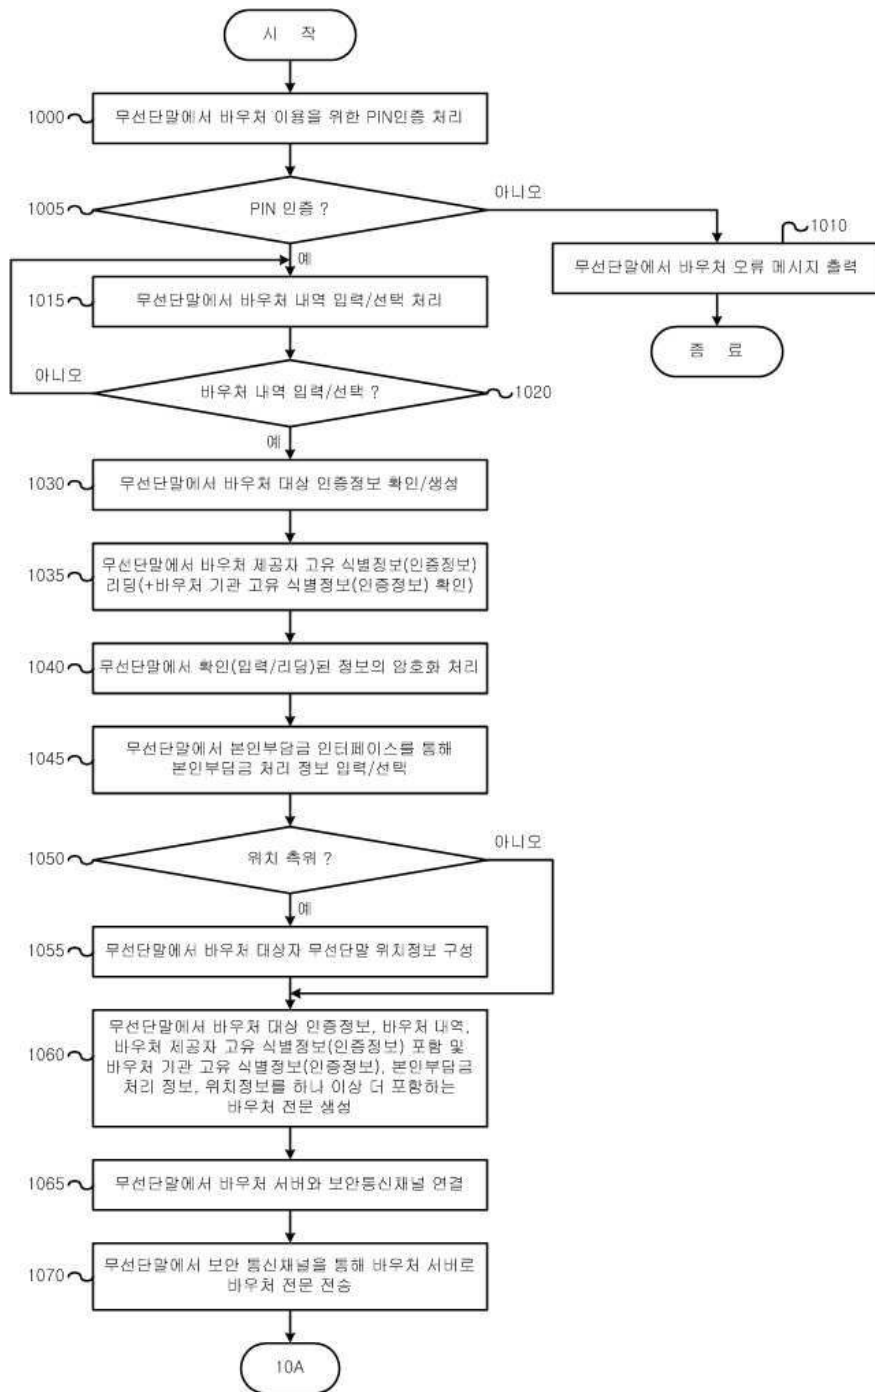 시 작
1000
무선단말에서 바우처 이용을 위한 PIN인증 처리
1005
PIN 인증 ?
아니오
예
1010
무선단말에서 바우처 오류 메시지 출력
종 료
1015
무선단말에서 바우처 내역 입력/선택 처리
아니오
바우처 내역 입력/선택 ?
1020
예
1030
무선단말에서 바우처 대상 인증정보 확인/생성
1035
무선단말에서 바우처 제공자 고유 식별정보(인증정보)
리딩(+바우처 기관 고유 식별정보(인증정보) 확인)
1040
무선단말에서 확인(입력/리딩)된 정보의 암호화 처리
1045
무선단말에서 본인부담금 인터페이스를 통해
본인부담금 처리 정보 입력/선택
1050
위치 측위 ?
아니오
예
1055
무선단말에서 바우처 대상자 무선단말 위치정보 구성
1060
무선단말에서 바우처 대상 인증정보, 바우처 내역,
바우처 제공자 고유 식별정보(인증정보) 포함 및
바우처 기관 고유 식별정보(인증정보), 본인부담금
처리 정보, 위치정보를 하나 이상 더 포함하는
바우처 전문 생성
1065
무선단말에서 바우처 서버와 보안통신채널 연결
1070
무선단말에서 보안 통신채널을 통해 바우처 서버로
바우처 전문 전송
10A